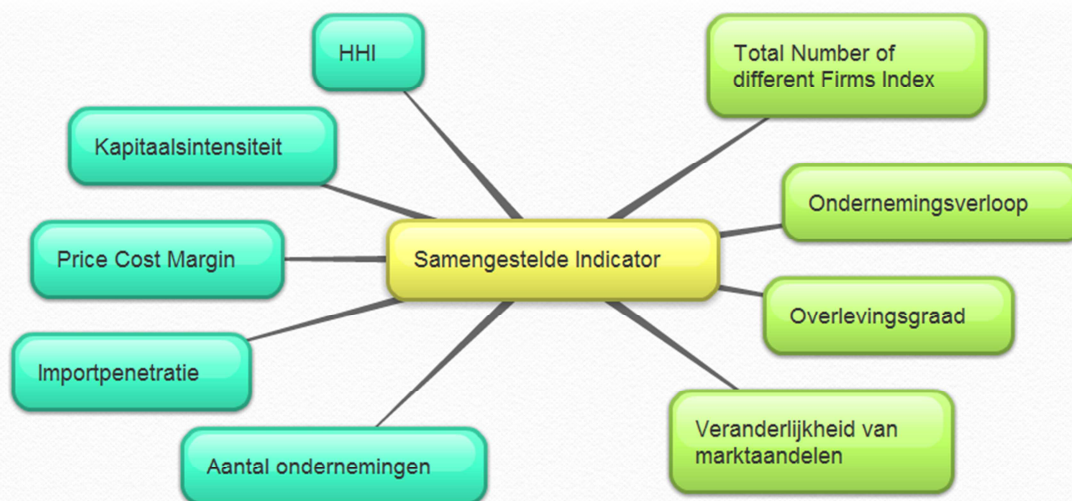 HHI
Total Number of
different Firms Index
Kapitaalsintensiteit
Ondernemingsverloop
Price Cost Margin
Samengestelde Indicator
Overlevingsgraad
Importpenetratie
Veranderlijkheid van
marktaandelen
Aantal ondernemingen